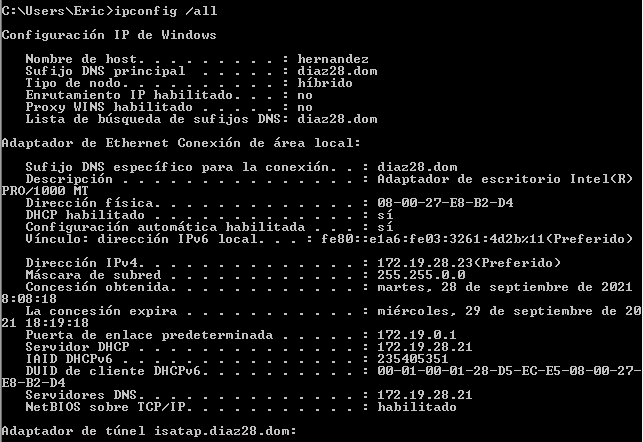 C:\Users\Eric>ipconfig /all
Configuración IP de Windows
Nombre de host. . . . . . . . . : hernandez
Sufijo DNS principal  . . . . . : diaz28.dom
Tipo de nodo. . . . . . . . . . : híbrido
Enrutamiento IP habilitado. . . : no
Proxy WINS habilitado . . . . . : no
Lista de búsqueda de sufijos DNS: diaz28.dom
Adaptador de Ethernet Conexión de área local:
Sufijo DNS específico para la conexión. . : diaz28.dom
Descripción . . . . . . . . . . . . . . . : Adaptador de escritorio Intel(R)
PRO/1000 MT
Dirección física. . . . . . . . . . . . . : 08-00-27-E8-B2-D4
DHCP habilitado . . . . . . . . . . . . . : sí
Configuración automática habilitada . . . : sí
Vínculo: dirección IPv6 local. . . : fe80::e1a6:fe03:3261:4d2b%11(Preferido)
Dirección IPv4. . . . . . . . . . . . . . : 172.19.28.23(Preferido)
Máscara de subred . . . . . . . . . . . . : 255.255.0.0
Concesión obtenida. . . . . . . . . . . . : martes, 28 de septiembre de 2021
8:08:18
La concesión expira . . . . . . . . . . . : miércoles, 29 de septiembre de 20
21 18:19:18
Puerta de enlace predeterminada . . . . . : 172.19.0.1
Servidor DHCP . . . . . . . . . . . . . . : 172.19.28.21
IAID DHCPv6 . . . . . . . . . . . . . . . : 235405351
DUID de cliente DHCPv6. . . . . . . . . . : 00-01-00-01-28-D5-EC-E5-08-00-27-
E8-B2-D4
Servidores DNS. . . . . . . . . . . . . . : 172.19.28.21
NetBIOS sobre TCP/IP. . . . . . . . . . . : habilitado
Adaptador de túnel isatap.diaz28.dom: